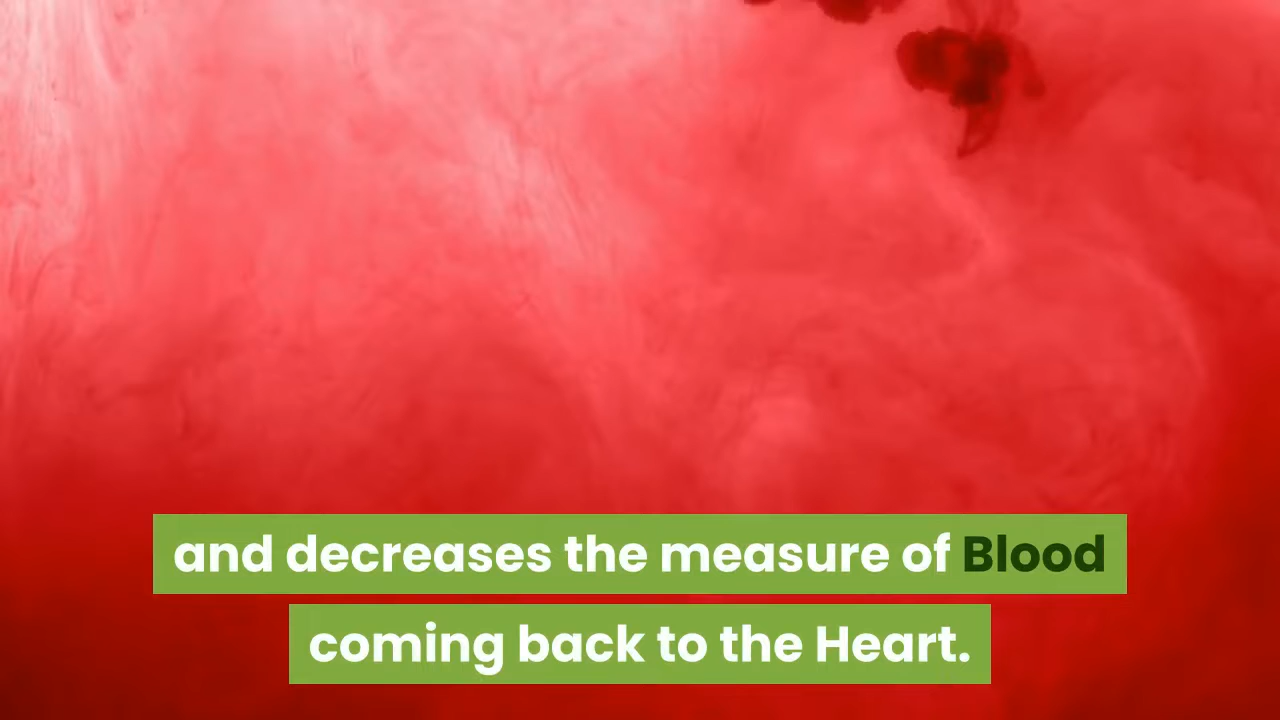 and decreases the measure of Blood
coming back to the Heart.